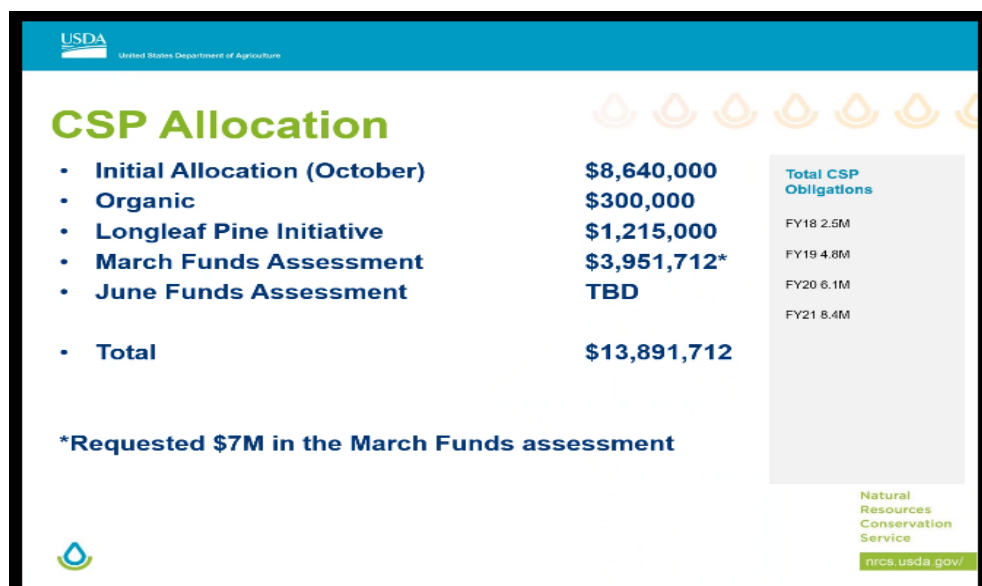 USDA
United States Department of Agriculture
CSP Allocation
• Initial Allocation (October) $8,640,000
• Organic $300,000
• Longleaf Pine Initiative $1,215,000
• March Funds Assessment $3,951,712*
• June Funds Assessment TBD
• Total $13,891,712
*Requested $7M in the March Funds assessment
Total CSP
Obligations
FY18 2.5M
FY19 4.8M
FY20 6.1M
FY21 8.4M
Natural
Resources
Conservation
Service
nrcs.usda.gov/